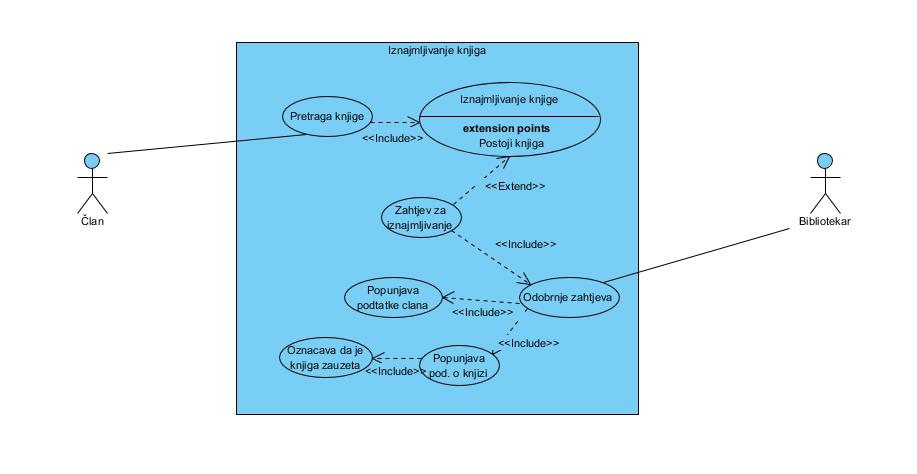 Iznajmljivanje knjiga
Iznajmljivanje knjige
Pretraga knjige
extension points
Postoji knjiga
<<Include>>
<<Extend>>
Zahtjev za
iznajmljivanje
Član
Bibliotekar
<<Include>>
Popunjava
podtatke clana
Odobrnje zahtjeva
<<Include>>
<<Include>>
Oznacava da je
knjiga zauzeta
Popunjava
pod. o knjizi
<<Include>>